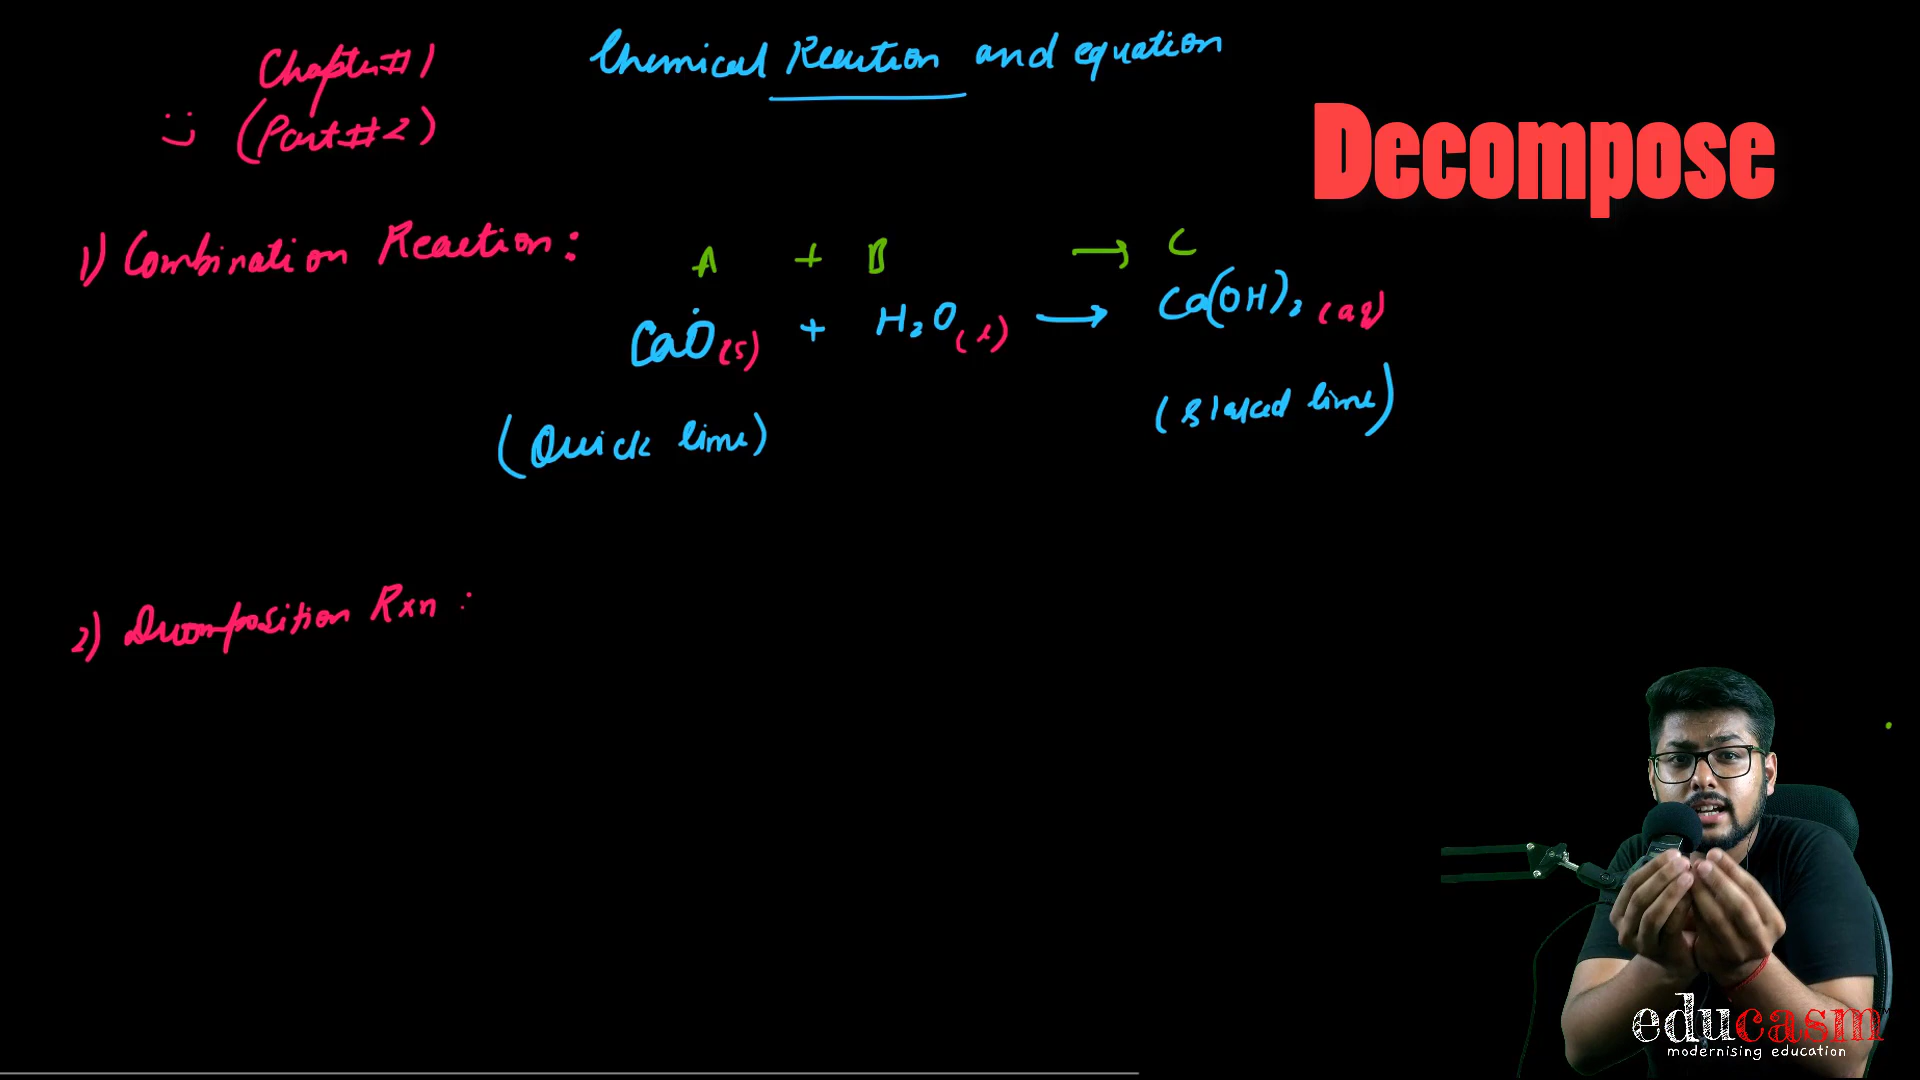 Chapter # 1
(Part # 2)
Chemical Reaction and equation
Decompose
1) Combination Reaction:
A + B → C
CaO(s) + H₂O(l) → Ca(OH)₂(aq)
(Quick lime)
(Slaked lime)
2) Decomposition Rxn :
educasm
modernising education